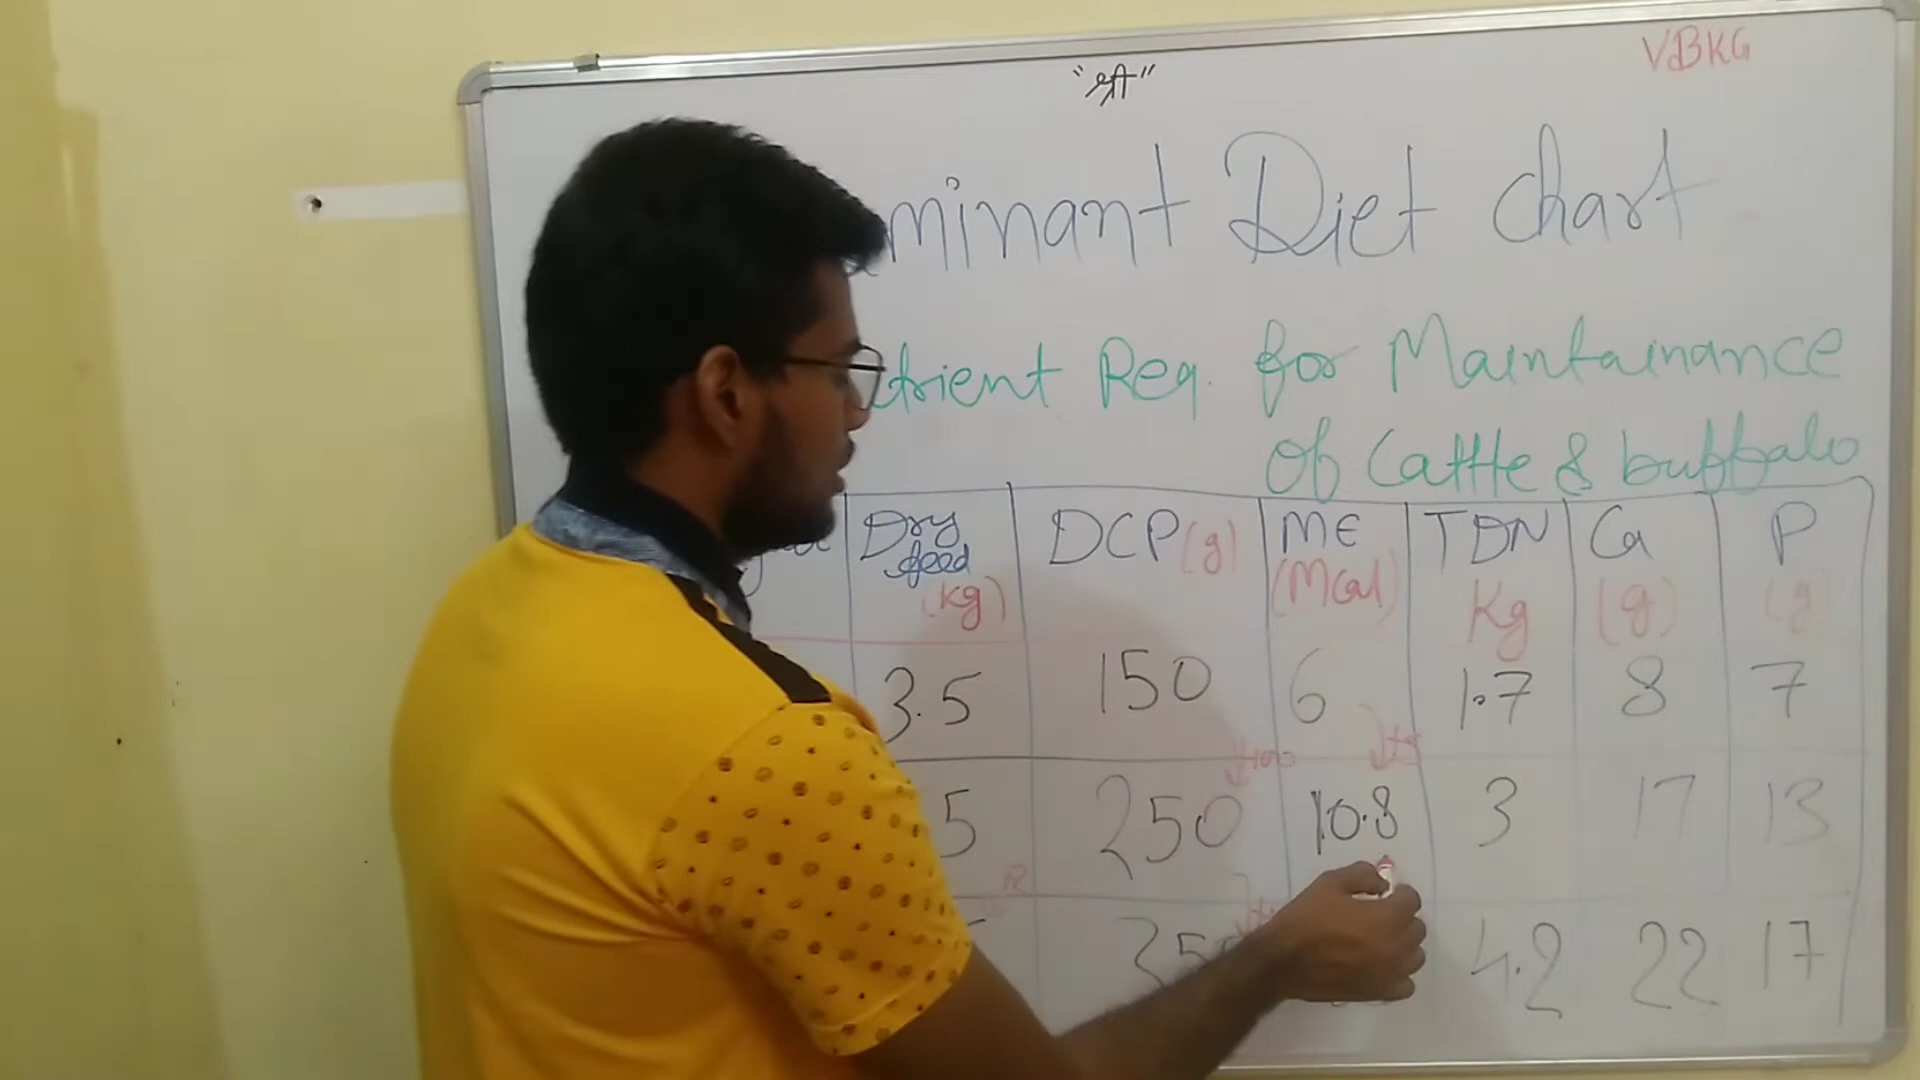 VBKG
"श्री"
minant Diet Chart
trient Req. for Maintainance
of Cattle & buffalo
Dry feed (kg) DCP (g) ME (Mcal) TDN Kg Ca (g) P (g)
3.5 150 6 1.7 8 7
5 250 10.8 3 17 13
4.2 22 17